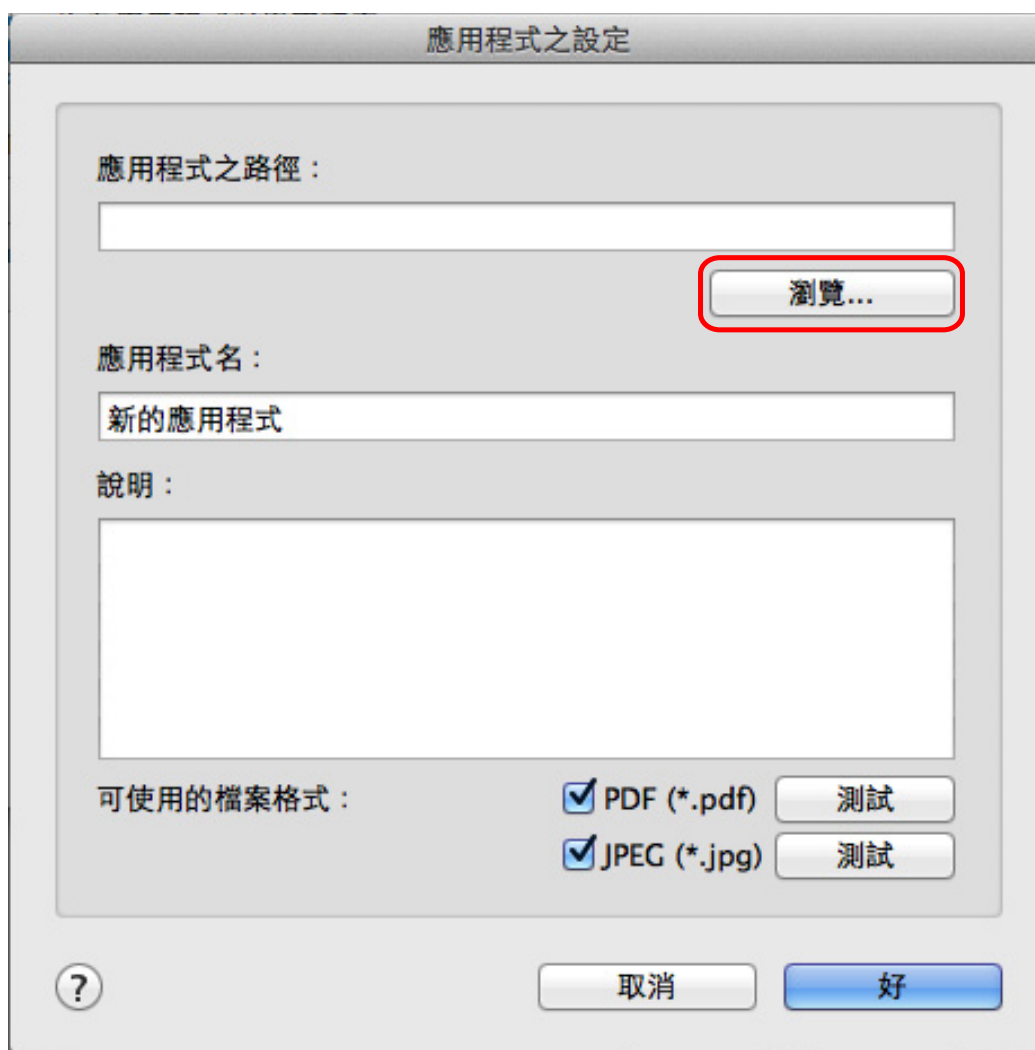 應用程式之設定
應用程式之路徑：
瀏覽...
應用程式名：
新的應用程式
說明：
可使用的檔案格式： PDF (*.pdf) 測試
JPEG (*.jpg) 測試
? 取消 好